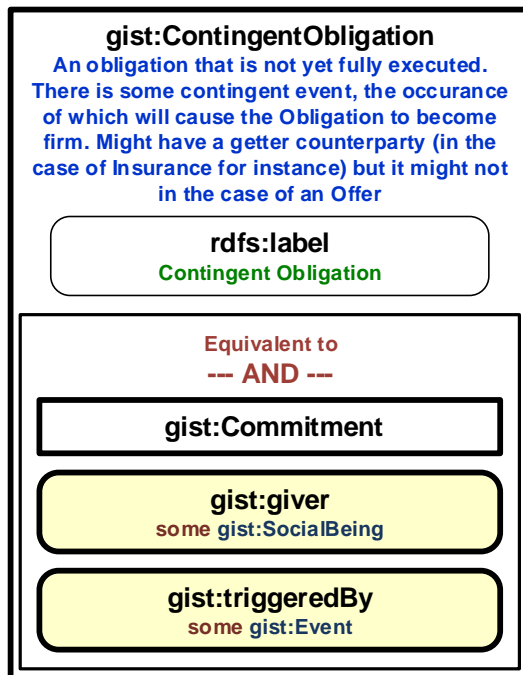 gist:ContingentObligation
An obligation that is not yet fully executed.
There is some contingent event, the occurance
of which will cause the Obligation to become
firm. Might have a getter counterparty (in the
case of Insurance for instance) but it might not
in the case of an Offer
rdfs:label
Contingent Obligation
Equivalent to
--- AND ---
gist:Commitment
gist:giver
some gist:SocialBeing
gist:triggeredBy
some gist:Event